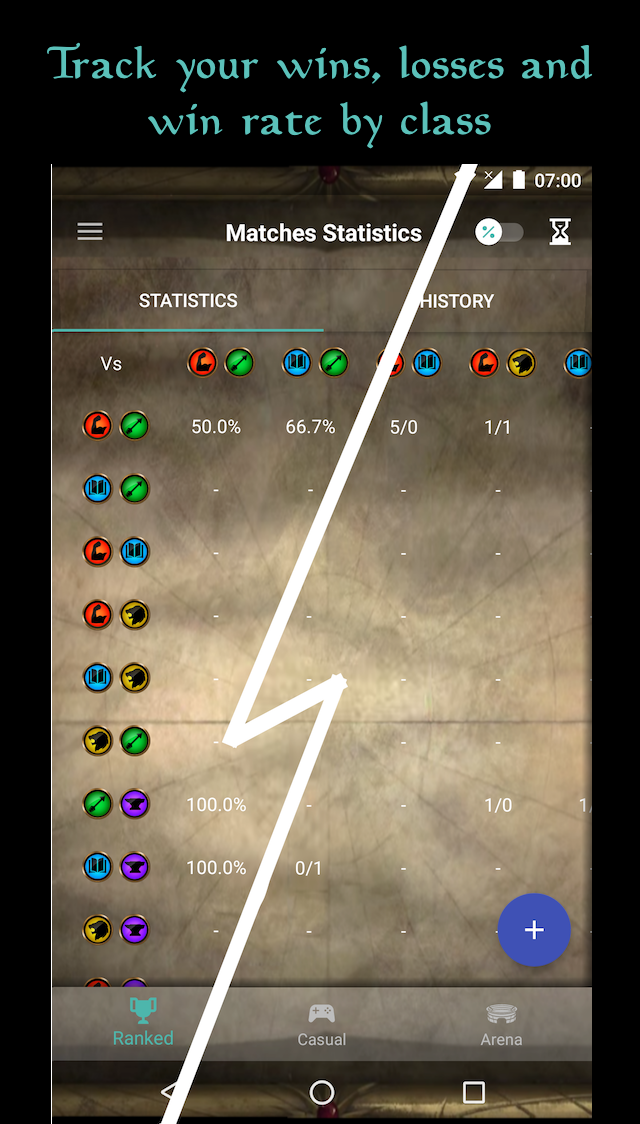 Track your wins, losses and
win rate by class
07:00
Matches Statistics
%
STATISTICS HISTORY
Vs
50.0% 66.7% 5/0 1/1 -
- - - -
- - - -
- - - -
- - - -
- - - -
100.0% - - 1/0
100.0% 0/1 - -
- - - -
+
Ranked Casual Arena